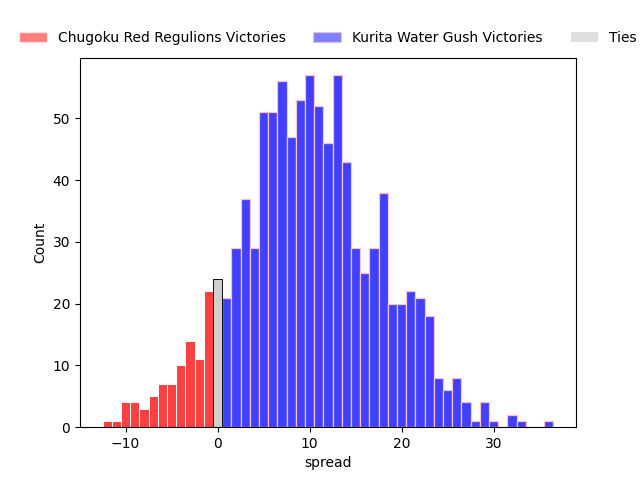 Chugoku Red Regulions Victories Kurita Water Gush Victories Ties
50
40
30
20
10
0
Count
−10 0 10 20 30
spread